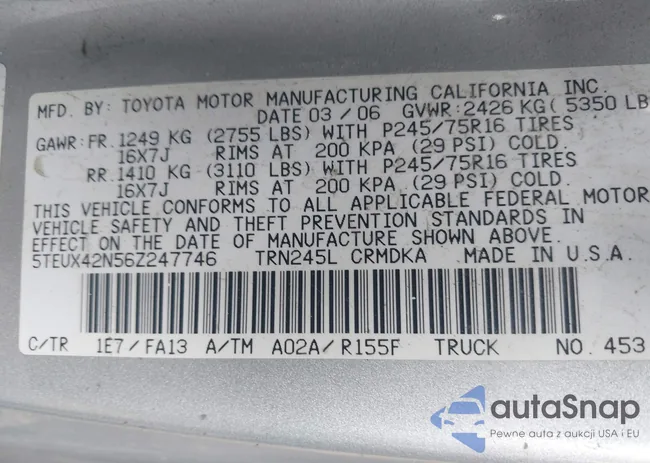 MFD. BY: TOYOTA MOTOR MANUFACTURING CALIFORNIA INC.
DATE 03 / 06 GVWR:2426 KG( 5350 LB
GAWR: FR. 1249 KG (2755 LBS) WITH P245/75R16 TIRES
16X7J RIMS AT 200 KPA (29 PSI) COLD.
RR. 1410 KG (3110 LBS) WITH P245/75R16 TIRES
16X7J RIMS AT 200 KPA (29 PSI) COLD.
THIS VEHICLE CONFORMS TO ALL APPLICABLE FEDERAL MOTOR
VEHICLE SAFETY AND THEFT PREVENTION STANDARDS IN
EFFECT ON THE DATE OF MANUFACTURE SHOWN ABOVE.
5TEUX42N56Z247746 TRN245L CRMDKA MADE IN U.S.A
C/TR 1E7/FA13 A/TM A02A/R155F TRUCK NO. 453
autaSnap
Pewne auta z aukcji USA i EU